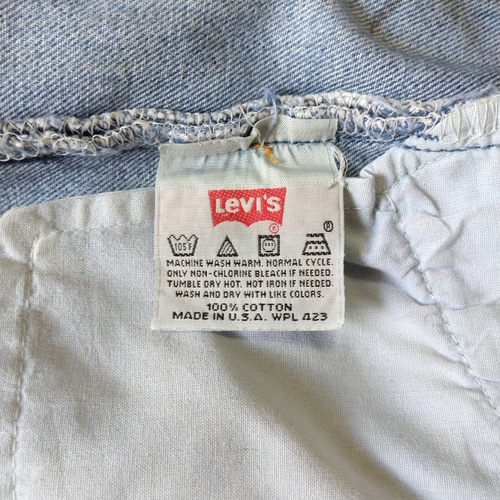 LEVI'S
®
®
105F
MACHINE WASH WARM. NORMAL CYCLE.
ONLY NON-CHLORINE BLEACH IF NEEDED.
TUMBLE DRY HOT. HOT IRON IF NEEDED.
WASH AND DRY WITH LIKE COLORS.
100% COTTON
MADE IN U.S.A. WPL 423